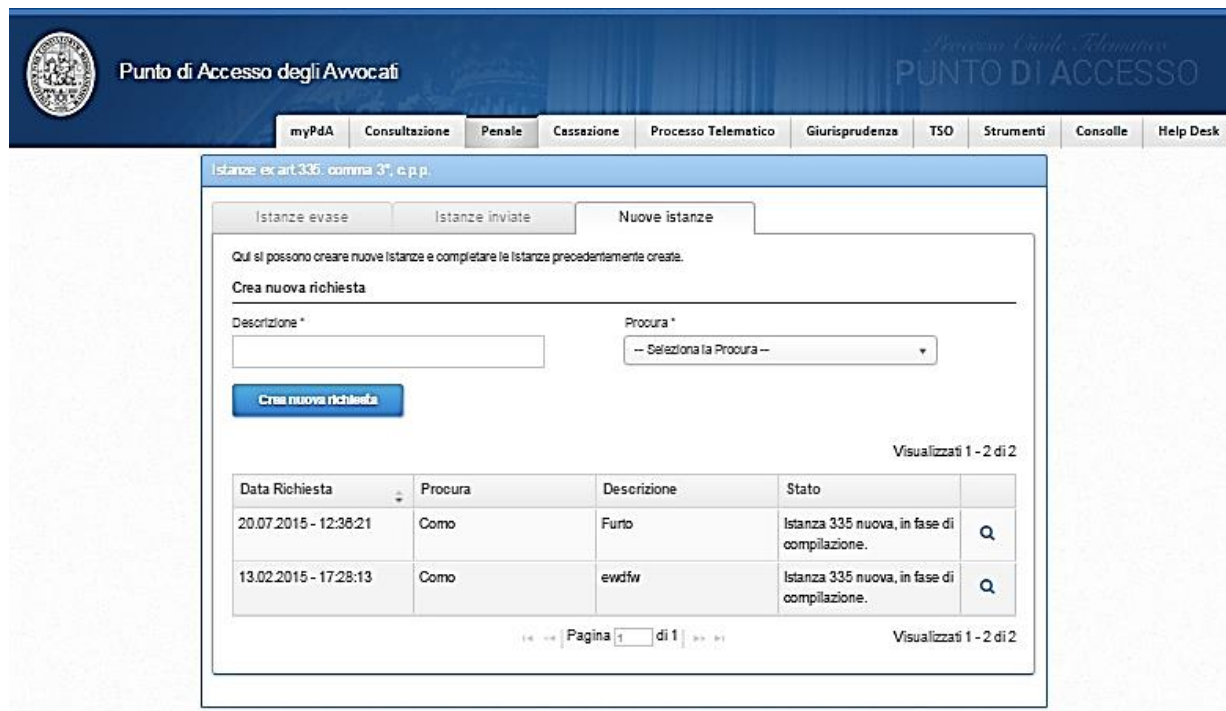 Processo Civile Telematico
Punto di Accesso degli Avvocati
PUNTO DI ACCESSO
myPdA Consultazione Penale Cassazione Processo Telematico Giurisprudenza TSO Strumenti Consolle Help Desk
Istanze ex art.335. comma 3°, c.p.p.
Istanze evase Istanze inviate Nuove istanze
Qui si possono creare nuove istanze e completare le istanze precedentemente create.
Crea nuova richiesta
Descrizione * Procura *
-- Seleziona la Procura --
Crea nuova richiesta
Visualizzati 1 - 2 di 2
Data Richiesta Procura Descrizione Stato
20.07.2015 - 12:36:21 Como Furto Istanza 335 nuova, in fase di
compilazione.
13.02.2015 - 17:28:13 Como ewdfw Istanza 335 nuova, in fase di
compilazione.
Pagina 1 di 1 Visualizzati 1 - 2 di 2